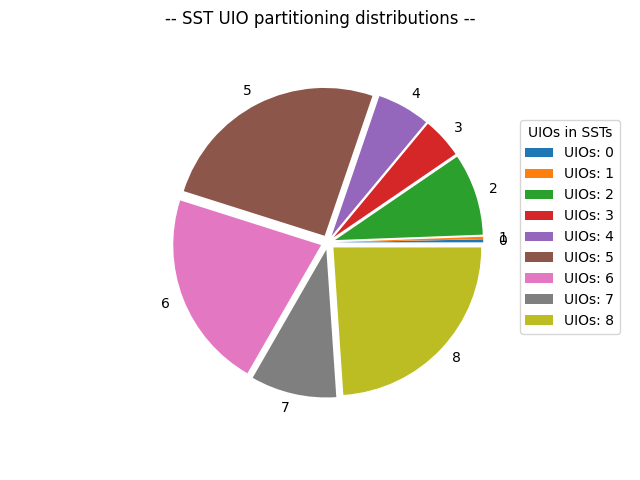 -- SST UIO partitioning distributions --
5
4
3
2
1
0
6
7
8
UIOs in SSTs
UIOs: 0
UIOs: 1
UIOs: 2
UIOs: 3
UIOs: 4
UIOs: 5
UIOs: 6
UIOs: 7
UIOs: 8